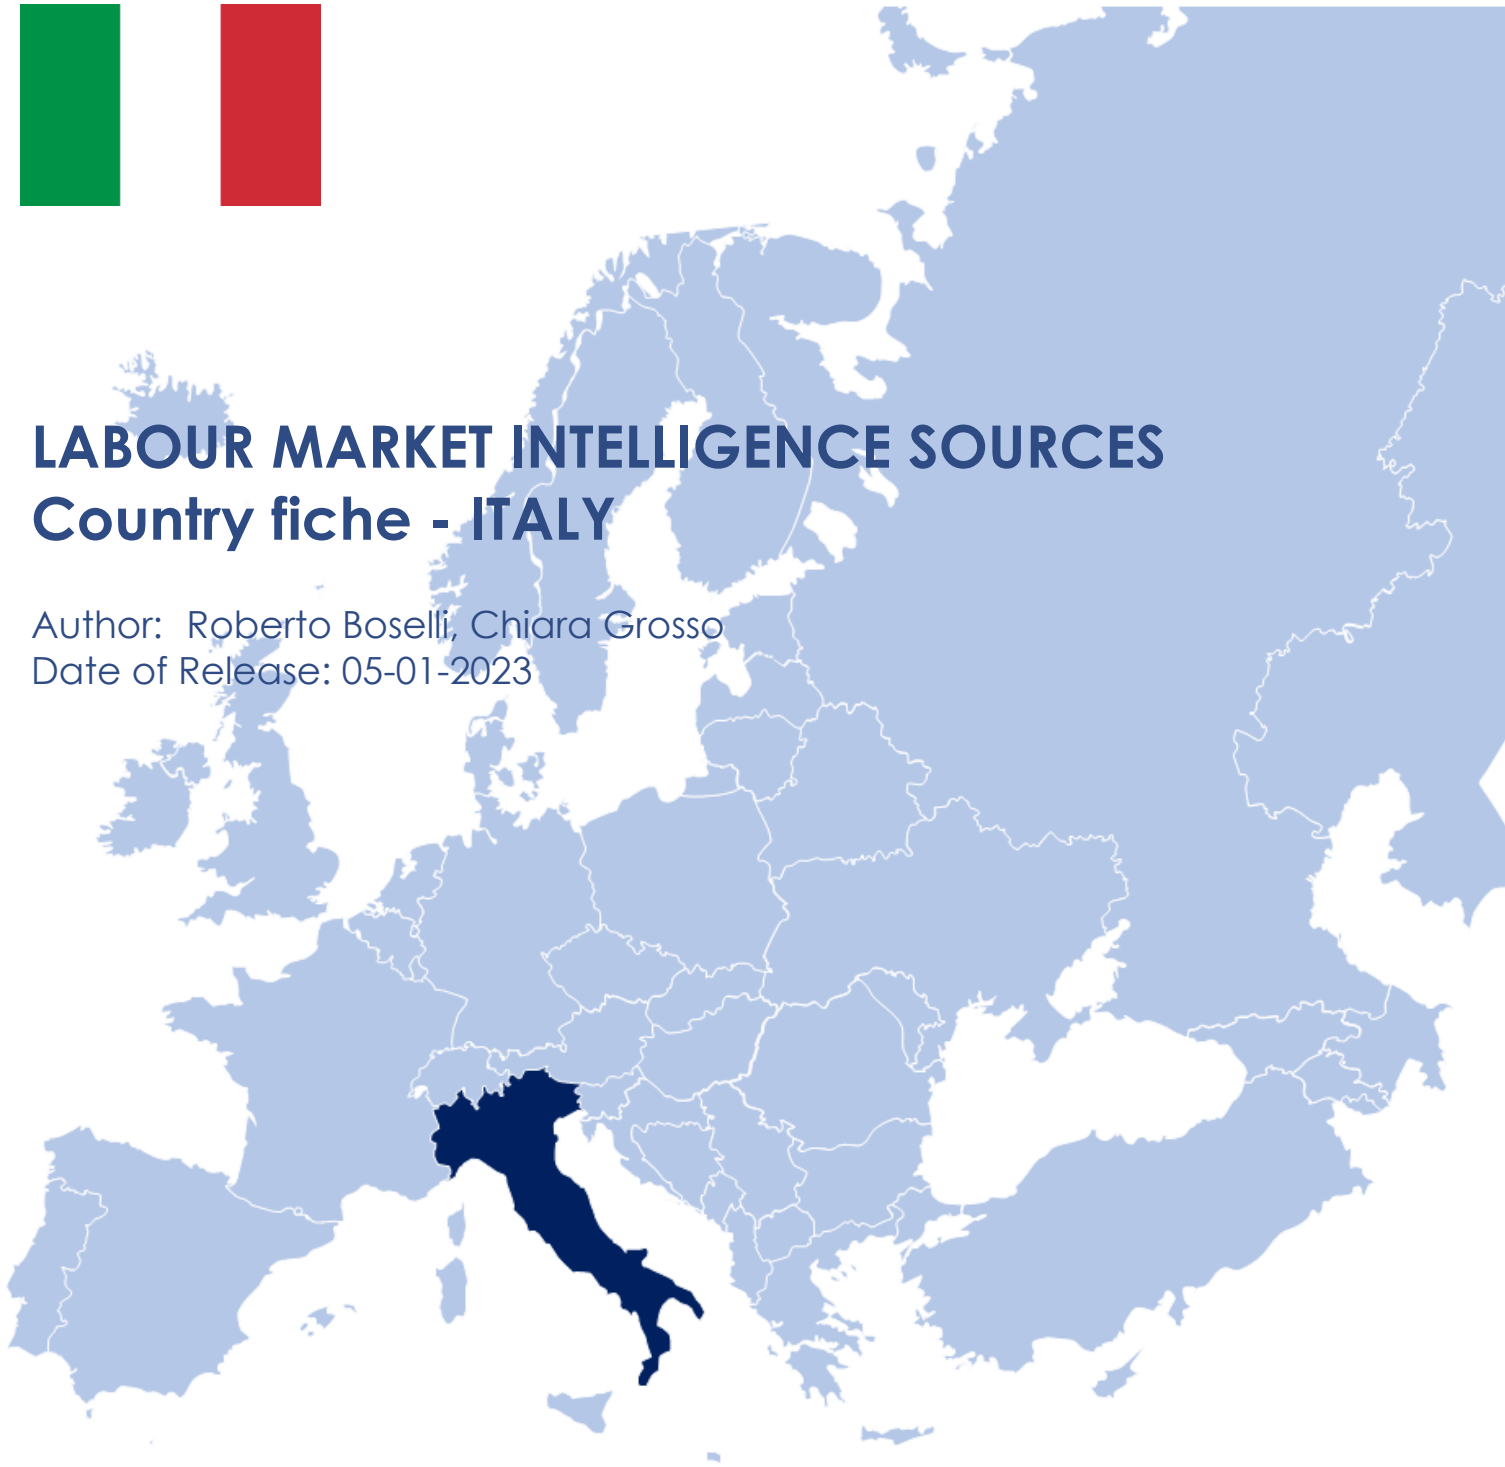 LABOUR MARKET INTELLIGENCE SOURCES
Country fiche - ITALY
Author: Roberto Boselli, Chiara Grosso
Date of Release: 05-01-2023